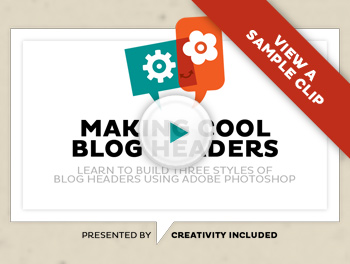 VIEW A
SAMPLE CLIP
MAKING COOL
BLOG HEADERS
LEARN TO BUILD THREE STYLES OF
BLOG HEADERS USING ADOBE PHOTOSHOP
PRESENTED BY CREATIVITY INCLUDED